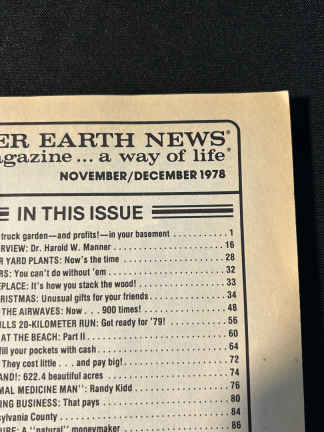 ER EARTH NEWS®
agazine ... a way of life®
NOVEMBER/DECEMBER 1978
IN THIS ISSUE
truck garden—and profits!—in your basement . . . . . . . . . . . 1
RVIEW: Dr. Harold W. Manner . . . . . . . . . . . . . . . . . . . . 16
R YARD PLANTS: Now's the time . . . . . . . . . . . . . . . . . . 28
RS: You can't do without 'em . . . . . . . . . . . . . . . . . . . . 32
EPLACE: It's how you stack the wood! . . . . . . . . . . . . . . 33
RISTMAS: Unusual gifts for your friends . . . . . . . . . . . . . 34
THE AIRWAVES: Now . . . 900 times! . . . . . . . . . . . . . . 48
LLS 20-KILOMER RUN: Got ready for '79! . . . . . . . . . . . 56
AT THE BEACH: Part II . . . . . . . . . . . . . . . . . . . . . . . . 60
fill your pockets with cash . . . . . . . . . . . . . . . . . . . . . . 64
They cost little . . . and pay big! . . . . . . . . . . . . . . . . . . 72
AND!: 622.4 beautiful acres . . . . . . . . . . . . . . . . . . . . . 74
MAL MEDICINE MAN": Randy Kidd . . . . . . . . . . . . . . . . 76
ING BUSINESS: That pays . . . . . . . . . . . . . . . . . . . . . . 80
sylvania County . . . . . . . . . . . . . . . . . . . . . . . . . . . . . 84
URE: A "natural" moneymaker . . . . . . . . . . . . . . . . . . . 86